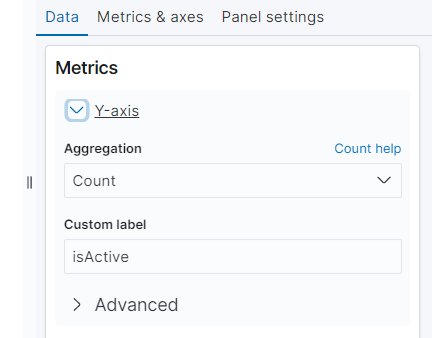 Data Metrics & axes Panel settings
Metrics
Y-axis
Aggregation Count help
Count
Custom label
isActive
Advanced